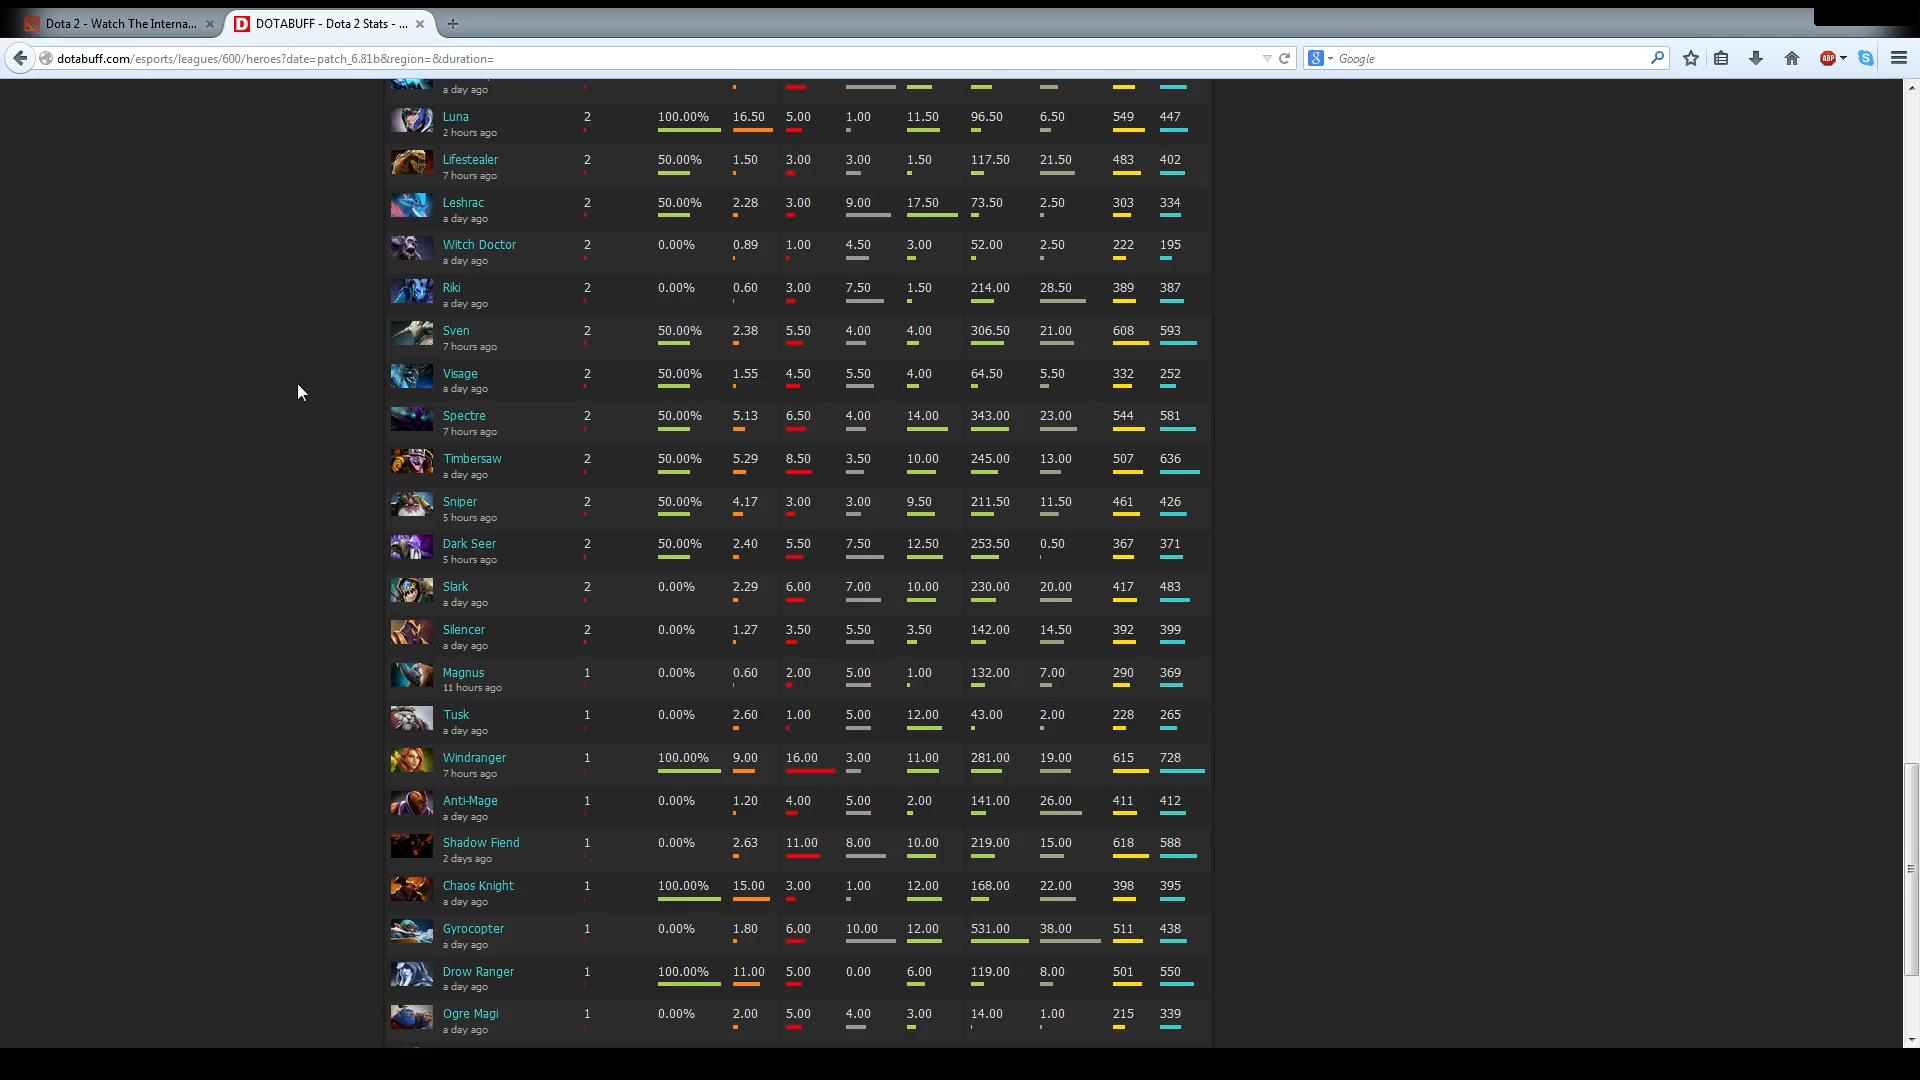 Dota 2 - Watch The Interna...
DOTABUFF - Dota 2 Stats - ...
dotabuff.com/esports/leagues/600/heroes?date=patch_6.81b&region=&duration=
Google
a day ago
Luna 2 100.00% 16.50 5.00 1.00 11.50 96.50 6.50 549 447
2 hours ago
Lifestealer 2 50.00% 1.50 3.00 3.00 1.50 117.50 21.50 483 402
7 hours ago
Leshrac 2 50.00% 2.28 3.00 9.00 17.50 73.50 2.50 303 334
a day ago
Witch Doctor 2 0.00% 0.89 1.00 4.50 3.00 52.00 2.50 222 195
a day ago
Riki 2 0.00% 0.60 3.00 7.50 1.50 214.00 28.50 389 387
a day ago
Sven 2 50.00% 2.38 5.50 4.00 4.00 306.50 21.00 608 593
7 hours ago
Visage 2 50.00% 1.55 4.50 5.50 4.00 64.50 5.50 332 252
a day ago
Spectre 2 50.00% 5.13 6.50 4.00 14.00 343.00 23.00 544 581
7 hours ago
Timbersaw 2 50.00% 5.29 8.50 3.50 10.00 245.00 13.00 507 636
a day ago
Sniper 2 50.00% 4.17 3.00 3.00 9.50 211.50 11.50 461 426
5 hours ago
Dark Seer 2 50.00% 2.40 5.50 7.50 12.50 253.50 0.50 367 371
5 hours ago
Slark 2 0.00% 2.29 6.00 7.00 10.00 230.00 20.00 417 483
a day ago
Silencer 2 0.00% 1.27 3.50 5.50 3.50 142.00 14.50 392 399
a day ago
Magnus 1 0.00% 0.60 2.00 5.00 1.00 132.00 7.00 290 369
11 hours ago
Tusk 1 0.00% 2.60 1.00 5.00 12.00 43.00 2.00 228 265
a day ago
Windranger 1 100.00% 9.00 16.00 3.00 11.00 281.00 19.00 615 728
7 hours ago
Anti-Mage 1 0.00% 1.20 4.00 5.00 2.00 141.00 26.00 411 412
a day ago
Shadow Fiend 1 0.00% 2.63 11.00 8.00 10.00 219.00 15.00 618 588
2 days ago
Chaos Knight 1 100.00% 15.00 3.00 1.00 12.00 168.00 22.00 398 395
a day ago
Gyrocopter 1 0.00% 1.80 6.00 10.00 12.00 531.00 38.00 511 438
a day ago
Drow Ranger 1 100.00% 11.00 5.00 0.00 6.00 119.00 8.00 501 550
a day ago
Ogre Magi 1 0.00% 2.00 5.00 4.00 3.00 14.00 1.00 215 339
a day ago